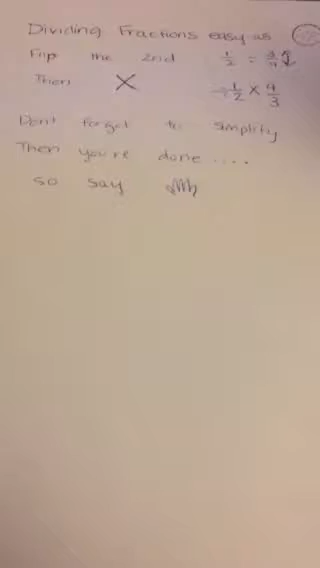 Dividing Fractions easy as
Flip the 2nd 1/2 ÷ 3/4
Then × → 1/2 × 4/3
Dont forget to simplify
Then you're done ....
so say